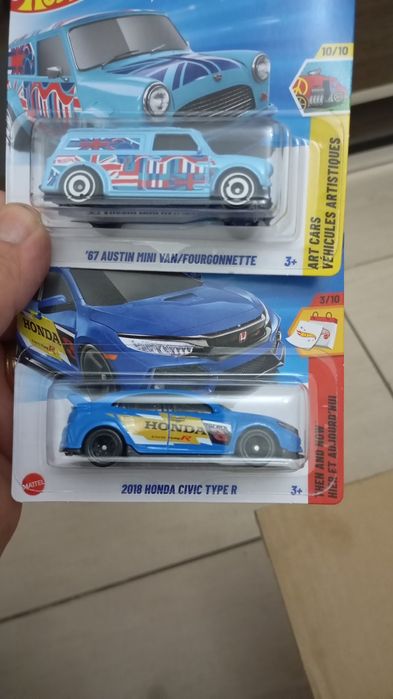 10/10
'67 AUSTIN MINI VAN/FOURGONNETTE
3+
ART CARS
VÉHICULES ARTISTIQUES
3/10
HONDA
HONDA
R
MATTEL
2018 HONDA CIVIC TYPE R
3+
THEN AND NOW
HIER ET AUJOURD'HUI